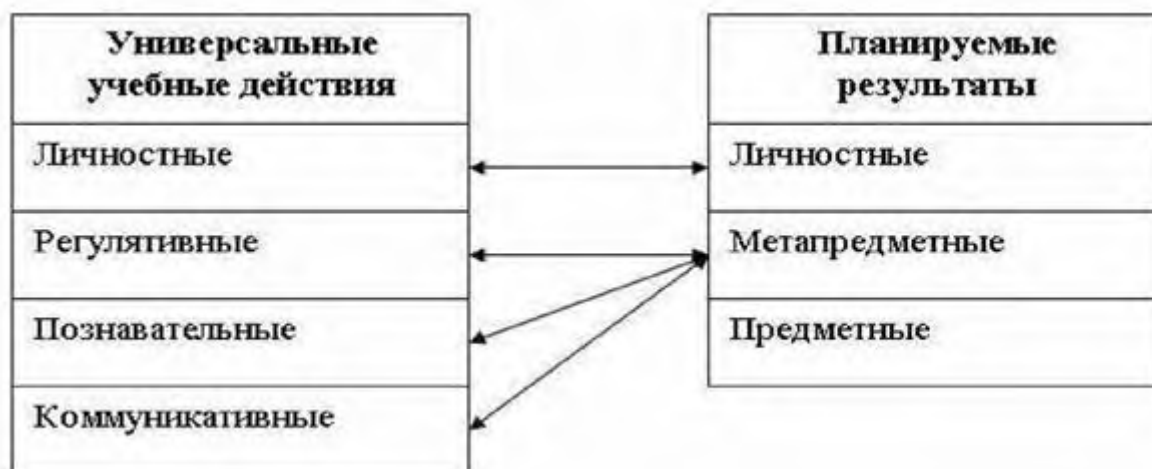 Универсальные
учебные действия
Личностные
Регулятивные
Познавательные
Коммуникативные
Планируемые
результаты
Личностные
Метапредметные
Предметные